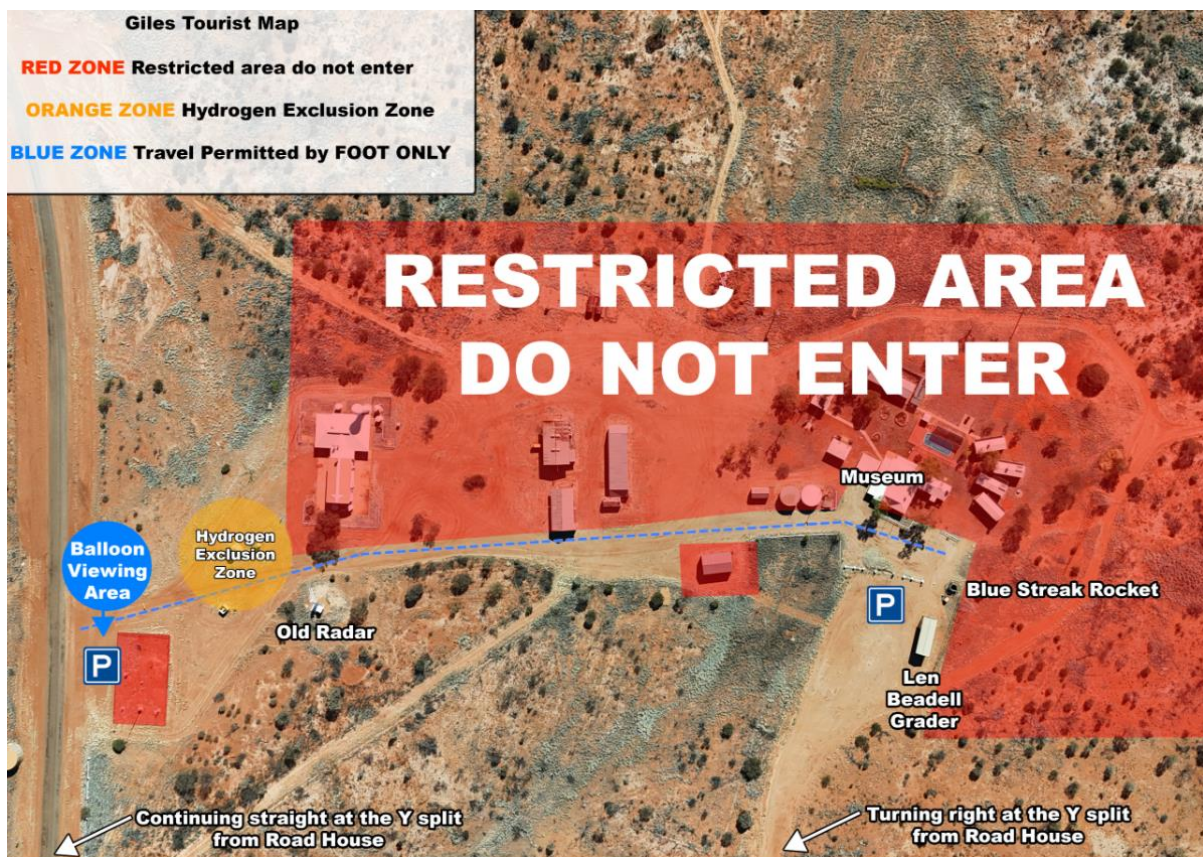 Giles Tourist Map
RED ZONE Restricted area do not enter
ORANGE ZONE Hydrogen Exclusion Zone
BLUE ZONE Travel Permitted by FOOT ONLY
RESTRICTED AREA
DO NOT ENTER
Museum
Hydrogen
Exclusion
Zone
Balloon
Viewing
Area
P
Old Radar
P
Blue Streak Rocket
Len
Beadell
Grader
Continuing straight at the Y split
from Road House
Turning right at the Y split
from Road House